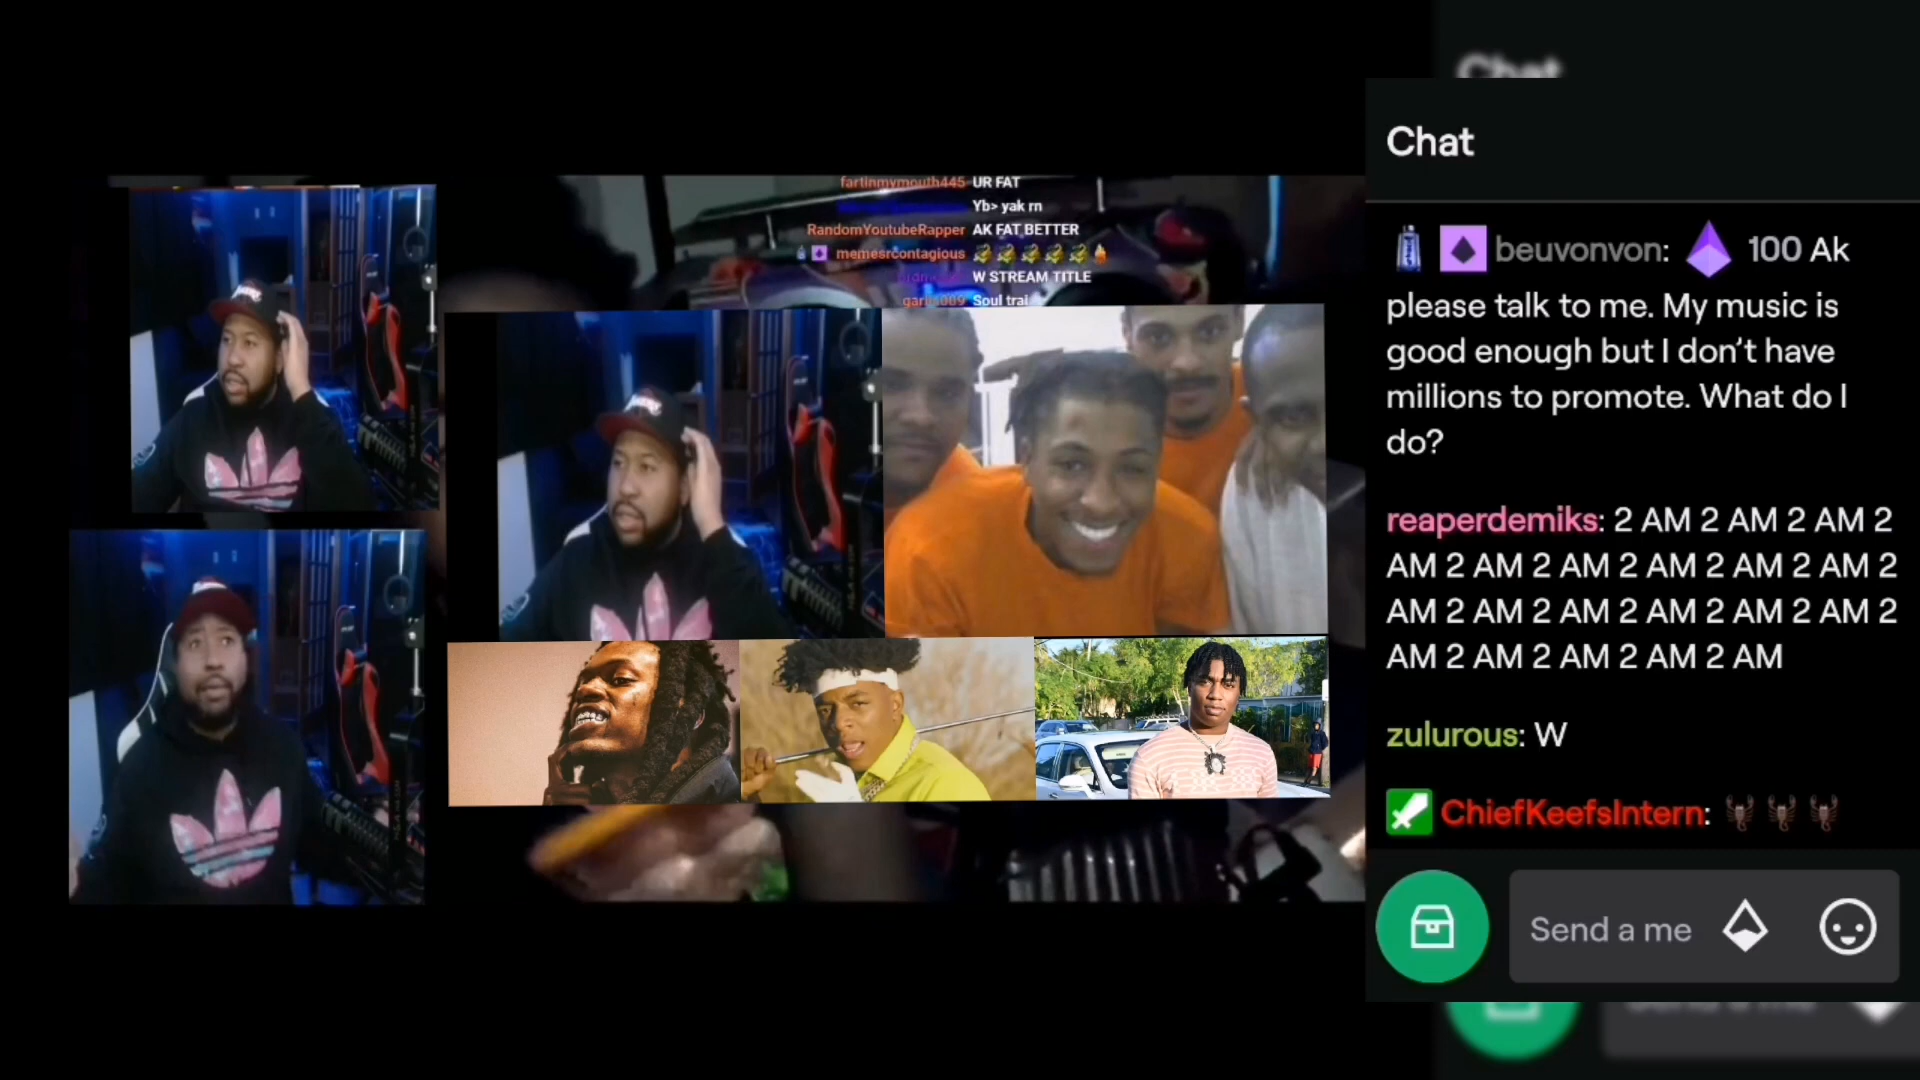 fartinmymouth445 UR FAT
Yb> yak rn
RandomYoutubeRapper AK FAT BETTER
memesrcontagious
W STREAM TITLE
Soul trai
Chat
Chat
beuvonvon: 100 Ak
please talk to me. My music is
good enough but I don't have
millions to promote. What do I
do?
reaperdemiks: 2 AM 2 AM 2 AM 2
AM 2 AM 2 AM 2 AM 2 AM 2 AM 2
AM 2 AM 2 AM 2 AM 2 AM 2 AM 2
AM 2 AM 2 AM 2 AM 2 AM
zulurous: W
ChiefKeefsIntern:
Send a me